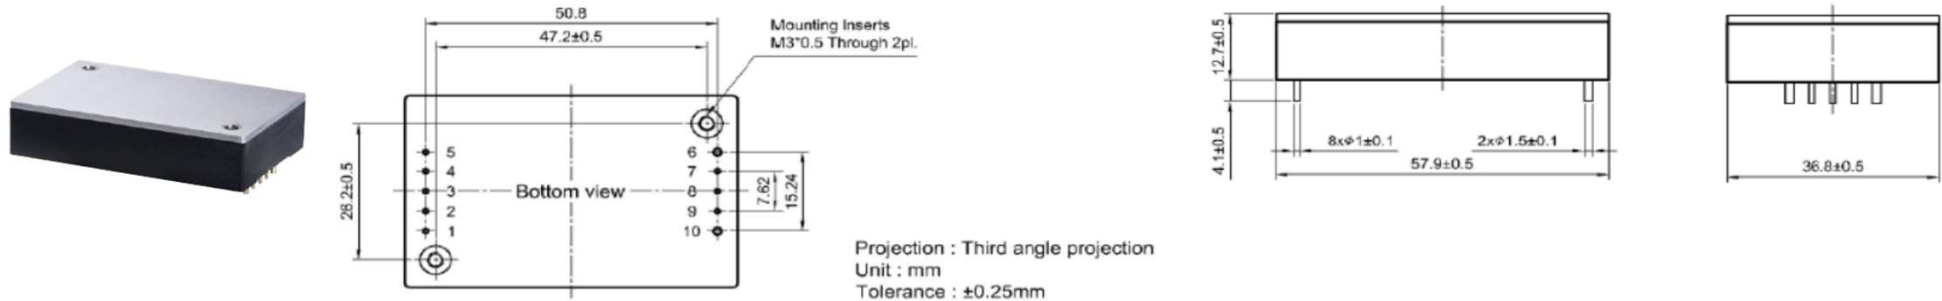 50.8
47.2±0.5
Mounting Inserts
M3*0.5 Through 2pl.
26.2±0.5
5
4
3
2
1
Bottom view
6
7
8
9
10
7.62
15.24
Projection : Third angle projection
Unit : mm
Tolerance : ±0.25mm
12.7±0.5
4.1±0.5
8xΦ1±0.1
2xΦ1.5±0.1
57.9±0.5
36.8±0.5